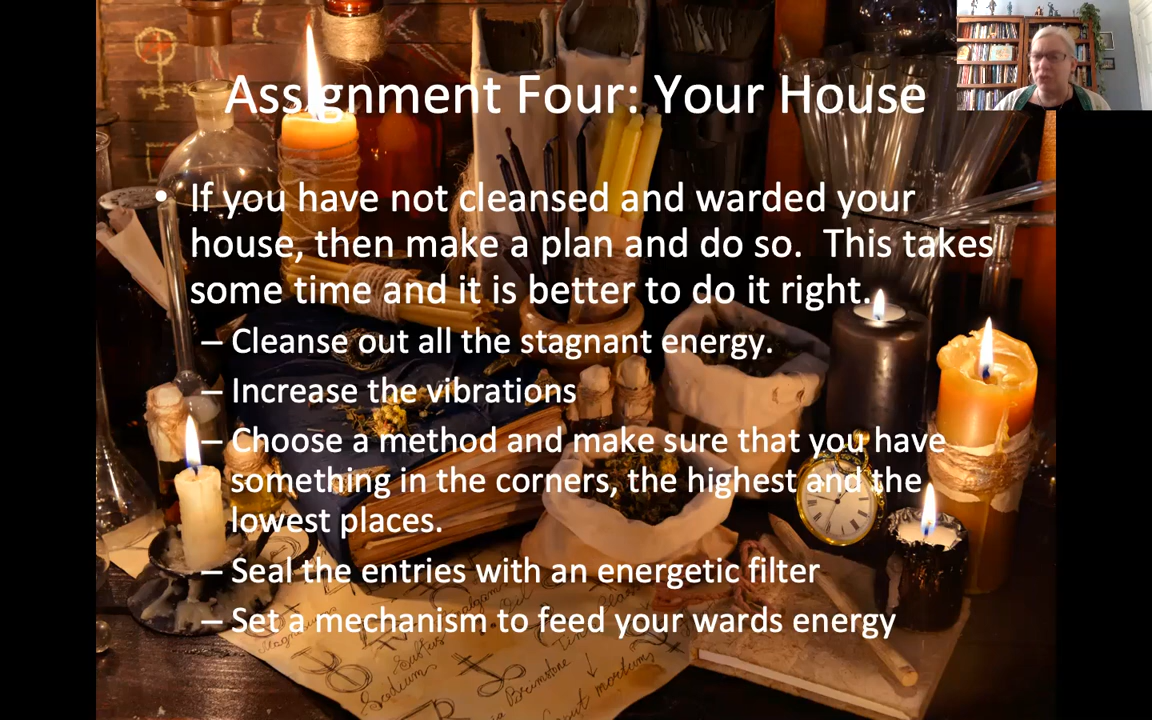 Assignment Four: Your House
• If you have not cleansed and warded your
house, then make a plan and do so.  This takes
some time and it is better to do it right.
– Cleanse out all the stagnant energy.
– Increase the vibrations
– Choose a method and make sure that you have
something in the corners, the highest and the
lowest places.
– Seal the entries with an energetic filter
– Set a mechanism to feed your wards energy
Brimstone